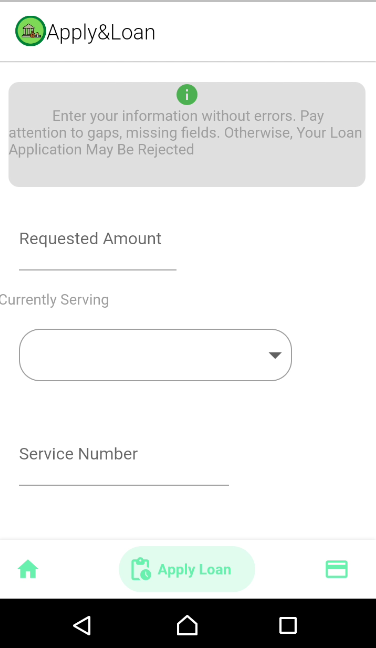 Apply&Loan
Enter your information without errors. Pay
attention to gaps, missing fields. Otherwise, Your Loan
Application May Be Rejected
Requested Amount
Currently Serving
Service Number
Apply Loan